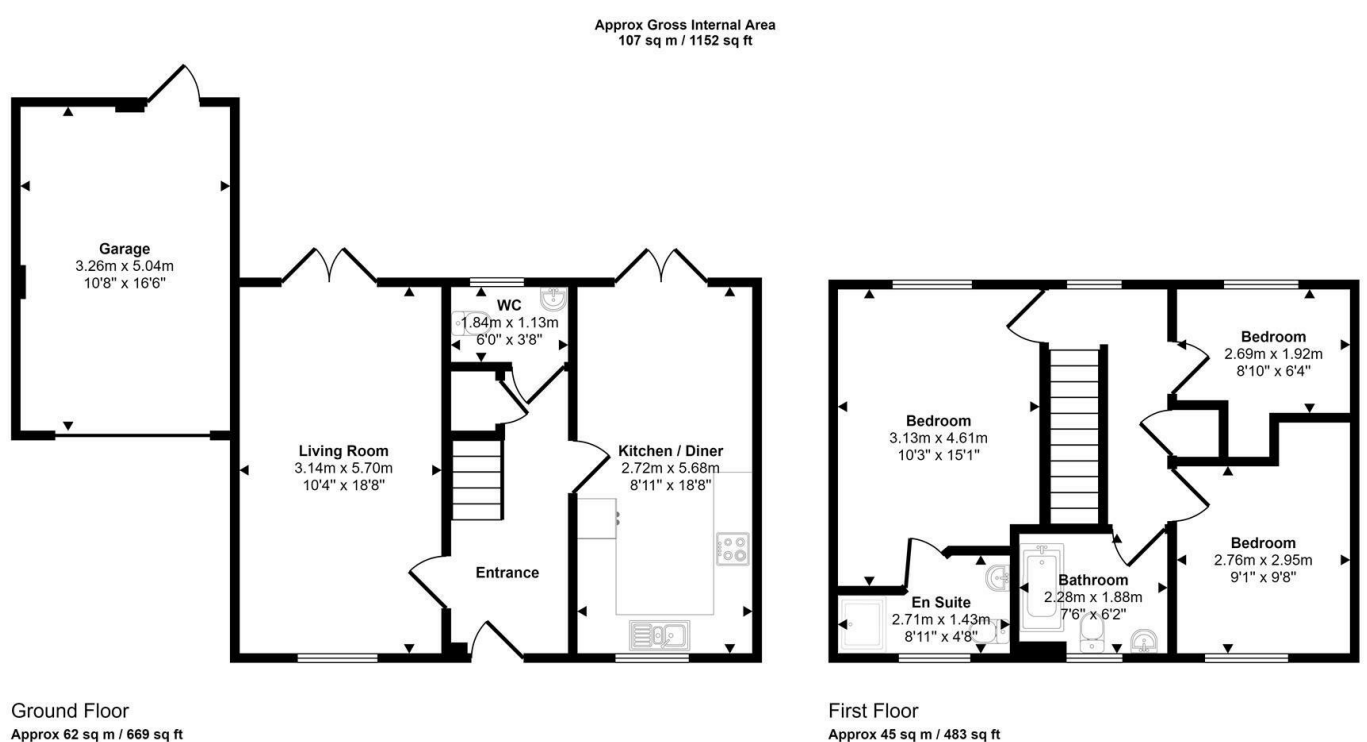 Approx Gross Internal Area
107 sq m / 1152 sq ft
Garage
3.26m x 5.04m
10'8" x 16'6"
Living Room
3.14m x 5.70m
10'4" x 18'8"
WC
1.84m x 1.13m
6'0" x 3'8"
Kitchen / Diner
2.72m x 5.68m
8'11" x 18'8"
Entrance
Bedroom
3.13m x 4.61m
10'3" x 15'1"
Bedroom
2.69m x 1.92m
8'10" x 6'4"
Bedroom
2.76m x 2.95m
9'1" x 9'8"
En Suite
2.71m x 1.43m
8'11" x 4'8"
Bathroom
2.28m x 1.88m
7'6" x 6'2"
Ground Floor
Approx 62 sq m / 669 sq ft
First Floor
Approx 45 sq m / 483 sq ft